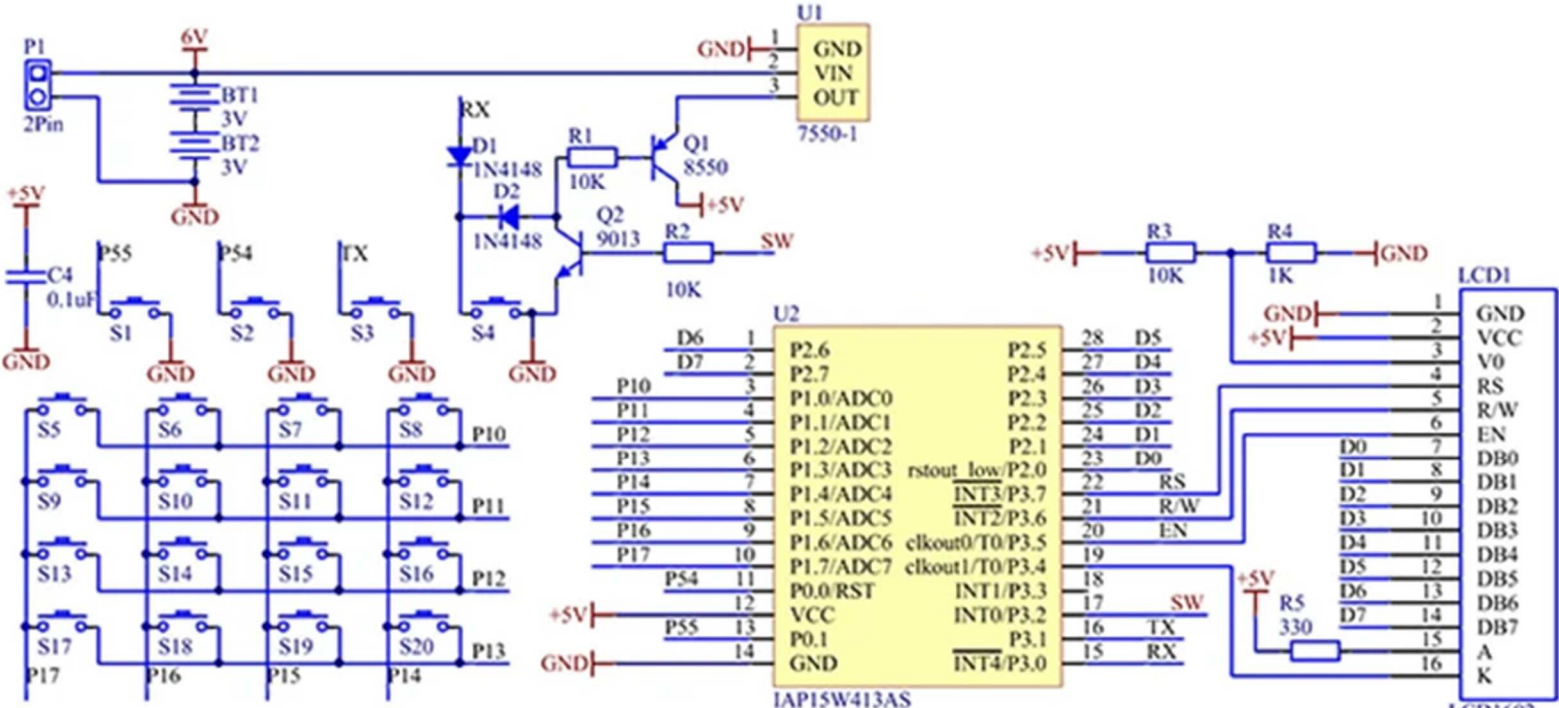 P1
2Pin
6V
BT1
3V
BT2
3V
GND
U1
GND
1
GND
2
VIN
3
OUT
7550-1
RX
D1
1N4148
D2
1N4148
R1
10K
Q1
8550
+5V
Q2
9013
R2
10K
SW
+5V
C4
0.1uF
GND
P55
S1
GND
P54
S2
GND
TX
S3
GND
S4
GND
S5
S6
S7
S8
P10
S9
S10
S11
S12
P11
S13
S14
S15
S16
P12
S17
S18
S19
S20
P13
P17
P16
P15
P14
U2
D6 1 P2.6
D7 2 P2.7
P10 3 P1.0/ADC0
P11 4 P1.1/ADC1
P12 5 P1.2/ADC2
P13 6 P1.3/ADC3
P14 7 P1.4/ADC4
P15 8 P1.5/ADC5
P16 9 P1.6/ADC6
P17 10 P1.7/ADC7
P54 11 P0.0/RST
+5V 12 VCC
P55 13 P0.1
GND 14 GND
P2.5 28 D5
P2.4 27 D4
P2.3 26 D3
P2.2 25 D2
P2.1 24 D1
rstout_low/P2.0 23 D0
INT3/P3.7 22 RS
INT2/P3.6 21 R/W
clkout0/T0/P3.5 20 EN
clkout1/T0/P3.4 19
INT1/P3.3 18
INT0/P3.2 17 SW
P3.1 16 TX
INT4/P3.0 15 RX
IAP15W413AS
+5V
R3
10K
R4
1K
GND
LCD1
GND 1 GND
+5V 2 VCC
3 V0
4 RS
5 R/W
6 EN
D0 7 DB0
D1 8 DB1
D2 9 DB2
D3 10 DB3
D4 11 DB4
D5 12 DB5
D6 13 DB6
D7 14 DB7
15 A
16 K
+5V
R5
330